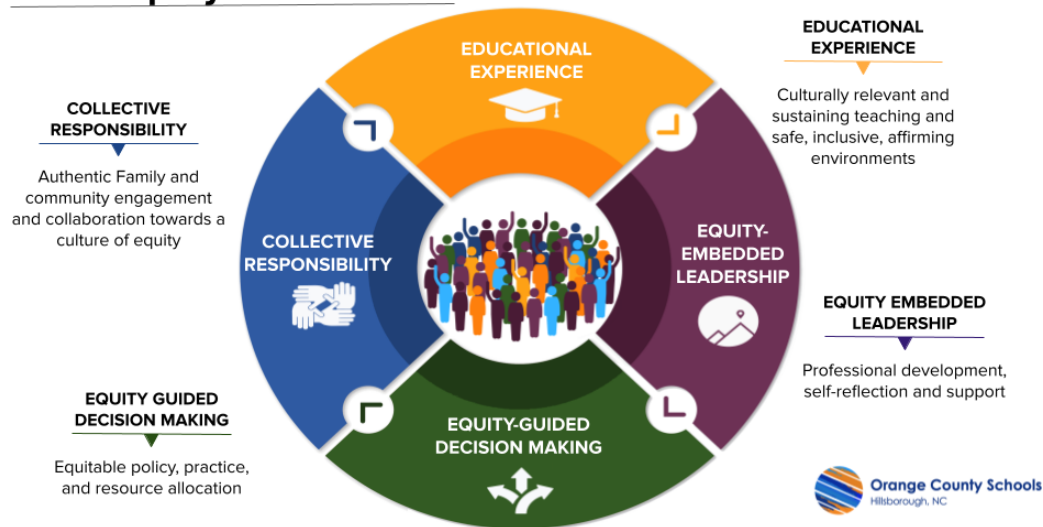 EDUCATIONAL
EXPERIENCE
Culturally relevant and
sustaining teaching and
safe, inclusive, affirming
environments
COLLECTIVE
RESPONSIBILITY
Authentic Family and
community engagement
and collaboration towards a
culture of equity
EDUCATIONAL
EXPERIENCE
COLLECTIVE
RESPONSIBILITY
EQUITY-
EMBEDDED
LEADERSHIP
EQUITY-GUIDED
DECISION MAKING
EQUITY EMBEDDED
LEADERSHIP
Professional development,
self-reflection and support
EQUITY GUIDED
DECISION MAKING
Equitable policy, practice,
and resource allocation
Orange County Schools
Hillsborough, NC